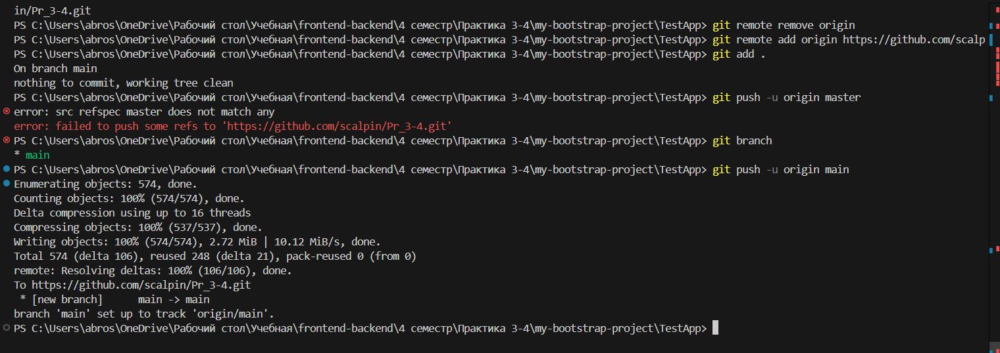 in/Pr_3-4.git
PS C:\Users\abros\OneDrive\Рабочий стол\Учебная\frontend-backend\4 семестр\Практика 3-4\my-bootstrap-project\TestApp> git remote remove origin
PS C:\Users\abros\OneDrive\Рабочий стол\Учебная\frontend-backend\4 семестр\Практика 3-4\my-bootstrap-project\TestApp> git remote add origin https://github.com/scalp
PS C:\Users\abros\OneDrive\Рабочий стол\Учебная\frontend-backend\4 семестр\Практика 3-4\my-bootstrap-project\TestApp> git add .
On branch main
nothing to commit, working tree clean
PS C:\Users\abros\OneDrive\Рабочий стол\Учебная\frontend-backend\4 семестр\Практика 3-4\my-bootstrap-project\TestApp> git push -u origin master
error: src refspec master does not match any
error: failed to push some refs to 'https://github.com/scalpin/Pr_3-4.git'
PS C:\Users\abros\OneDrive\Рабочий стол\Учебная\frontend-backend\4 семестр\Практика 3-4\my-bootstrap-project\TestApp> git branch
* main
PS C:\Users\abros\OneDrive\Рабочий стол\Учебная\frontend-backend\4 семестр\Практика 3-4\my-bootstrap-project\TestApp> git push -u origin main
Enumerating objects: 574, done.
Counting objects: 100% (574/574), done.
Delta compression using up to 16 threads
Compressing objects: 100% (537/537), done.
Writing objects: 100% (574/574), 2.72 MiB | 10.12 MiB/s, done.
Total 574 (delta 106), reused 248 (delta 21), pack-reused 0 (from 0)
remote: Resolving deltas: 100% (106/106), done.
To https://github.com/scalpin/Pr_3-4.git
 * [new branch]      main -> main
branch 'main' set up to track 'origin/main'.
PS C:\Users\abros\OneDrive\Рабочий стол\Учебная\frontend-backend\4 семестр\Практика 3-4\my-bootstrap-project\TestApp>